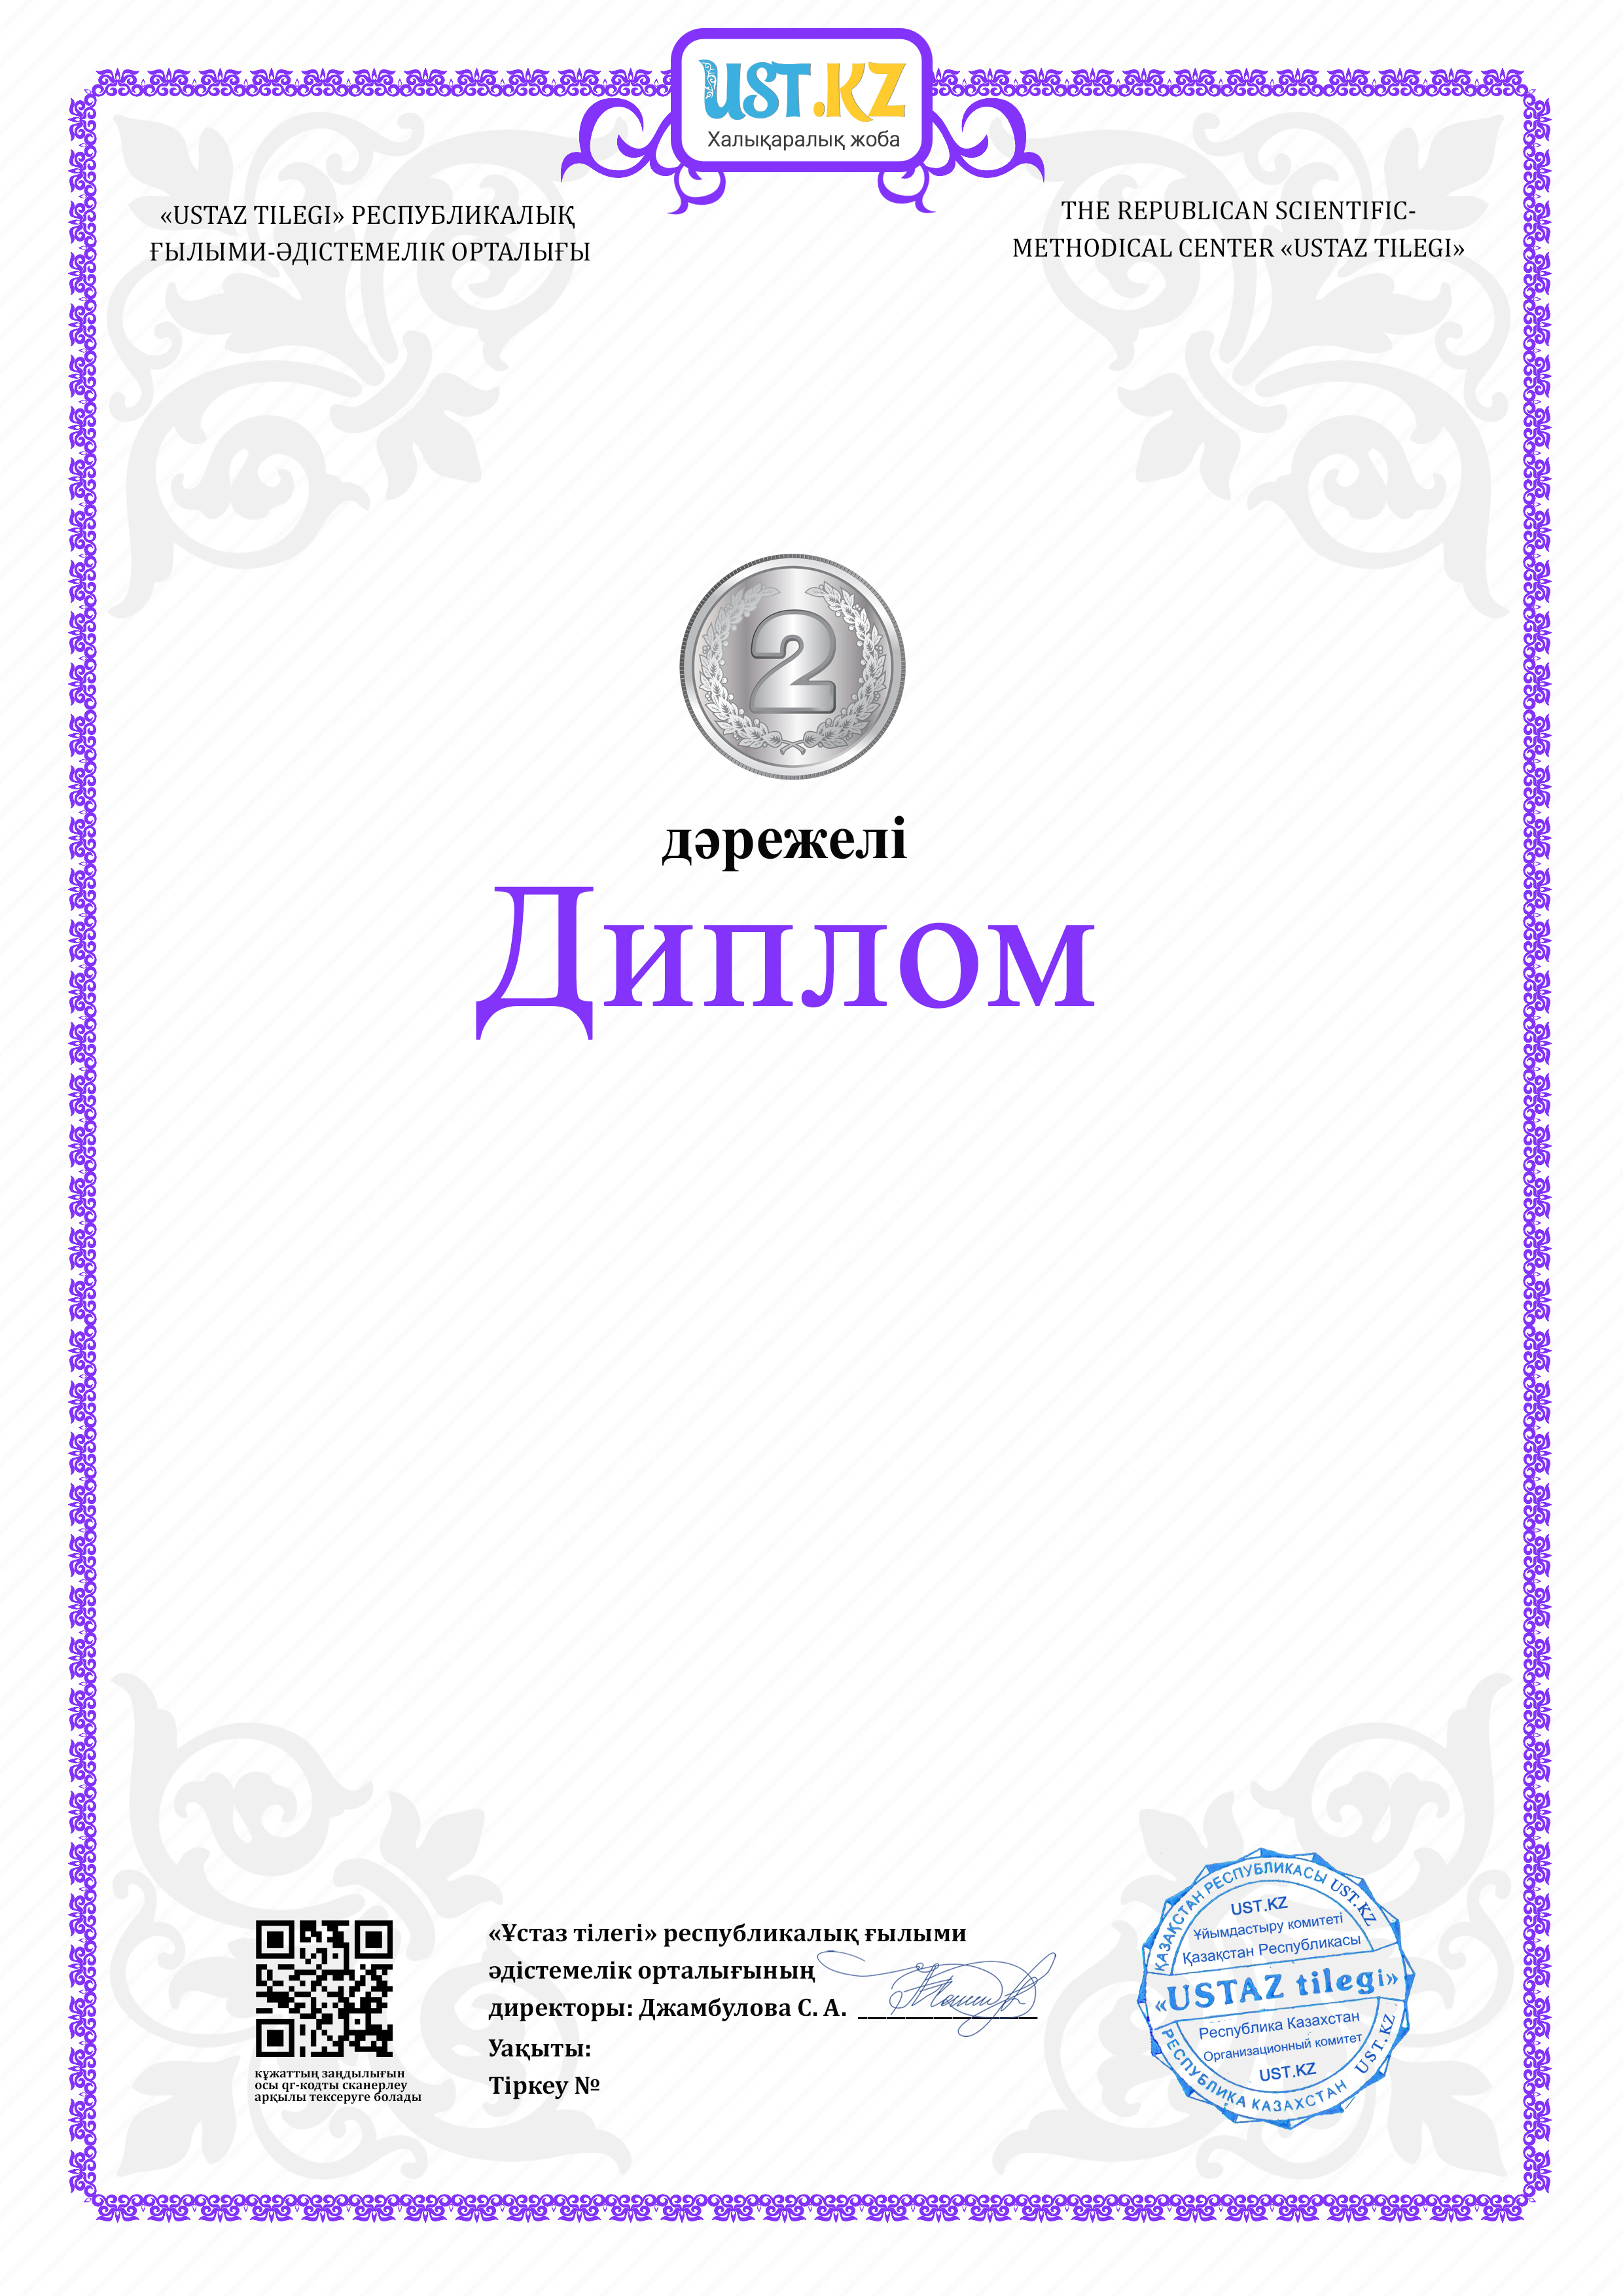 UST.KZ
Халықаралық жоба
«USTAZ TILEGI» РЕСПУБЛИКАЛЫҚ
ҒЫЛЫМИ-ӘДІСТЕМЕЛІК ОРТАЛЫҒЫ
THE REPUBLICAN SCIENTIFIC-
METHODICAL CENTER «USTAZ TILEGI»
2
дәрежелі
Диплом
құжаттың заңдылығын
осы qr-кодты сканерлеу
арқылы тексеруге болады
«Ұстаз тілегі» республикалық ғылыми
әдістемелік орталығының
директоры: Джамбулова С. А.
Уақыты:
Тіркеу №
ҚАЗАҚСТАН РЕСПУБЛИКАСЫ UST.KZ
UST.KZ
Ұйымдастыру комитеті
Қазақстан Республикасы
«USTAZ tilegi»
Республика Казахстан
Организационный комитет
UST.KZ
РЕСПУБЛИКА КАЗАХСТАН UST.KZ